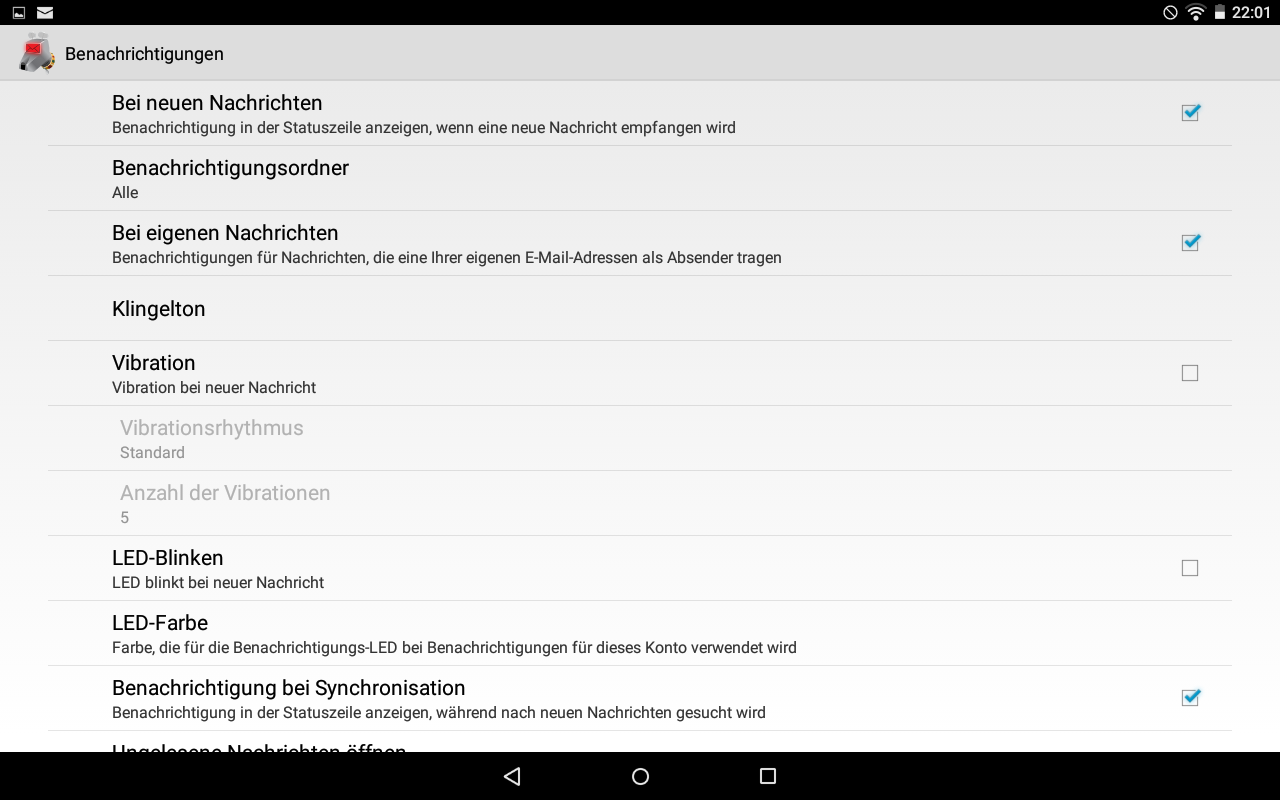 22:01
Benachrichtigungen
Bei neuen Nachrichten
Benachrichtigung in der Statuszeile anzeigen, wenn eine neue Nachricht empfangen wird
Benachrichtigungsordner
Alle
Bei eigenen Nachrichten
Benachrichtigungen für Nachrichten, die eine Ihrer eigenen E-Mail-Adressen als Absender tragen
Klingelton
Vibration
Vibration bei neuer Nachricht
Vibrationsrhythmus
Standard
Anzahl der Vibrationen
5
LED-Blinken
LED blinkt bei neuer Nachricht
LED-Farbe
Farbe, die für die Benachrichtigungs-LED bei Benachrichtigungen für dieses Konto verwendet wird
Benachrichtigung bei Synchronisation
Benachrichtigung in der Statuszeile anzeigen, während nach neuen Nachrichten gesucht wird
Ungelesene Nachrichten öffnen